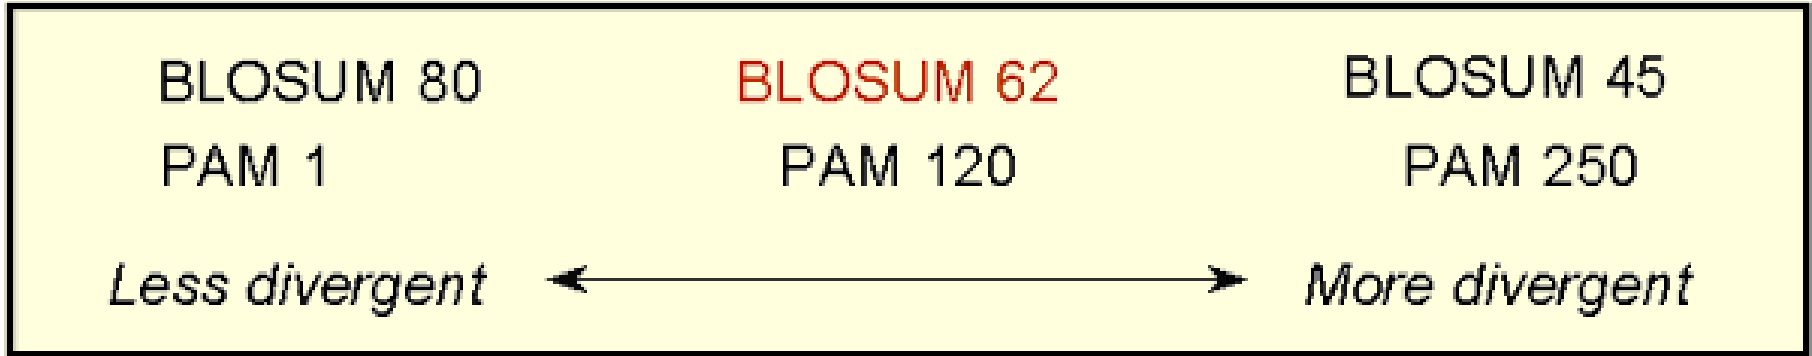 BLOSUM 80 BLOSUM 62 BLOSUM 45
PAM 1 PAM 120 PAM 250
Less divergent More divergent